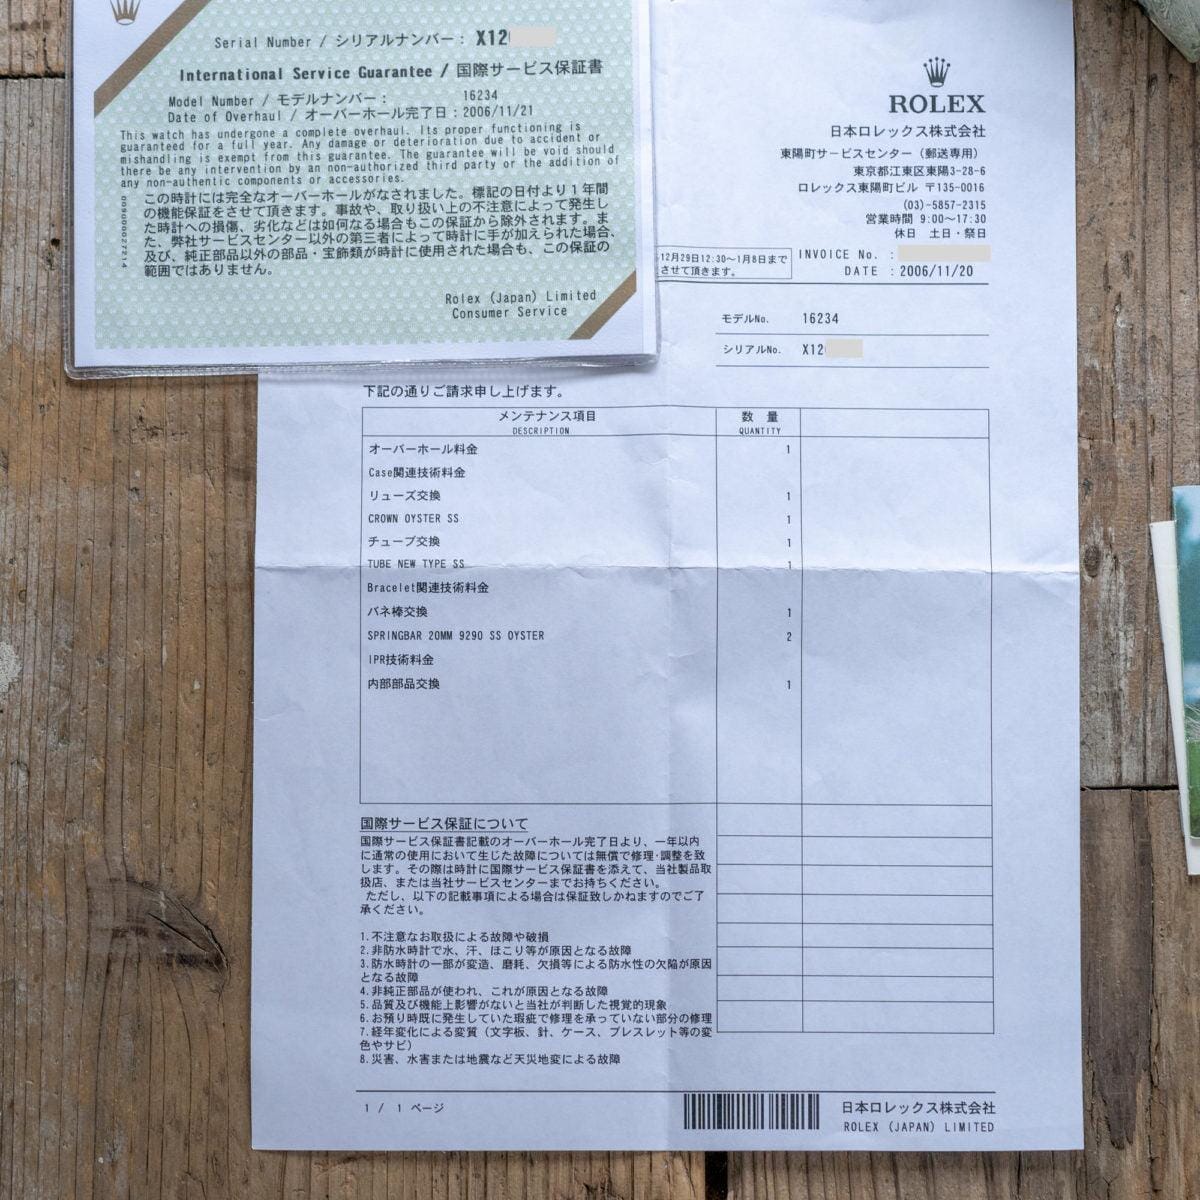 Serial Number / シリアルナンバー : X12
International Service Guarantee / 国際サービス保証書
Model Number / モデルナンバー : 16234
Date of Overhaul / オーバーホール完了日 : 2006/11/21
This watch has undergone a complete overhaul. Its proper functioning is
guaranteed for a full year. Any damage or deterioration due to accident or
mishandling is exempt from this guarantee. The guarantee will be void should
there be any intervention by an non-authorized third party or the addition of
any non-authentic components or accessories.
この時計には完全なオーバーホールがなされました。標記の日付より1年間
の機能保証をさせて頂きます。事故や、取り扱い上の不注意によって発生し
た時計への損傷、劣化などは如何なる場合もこの保証から除外されます。ま
た、弊社サービスセンター以外の第三者によって時計に手が加えられた場合、
及び、純正部品以外の部品・宝飾類が時計に使用された場合も、この保証の
範囲ではありません。
Rolex (Japan) Limited
Consumer Service
ROLEX
日本ロレックス株式会社
東陽町サービスセンター（郵送専用）
東京都江東区東陽3-28-6
ロレックス東陽町ビル 〒135-0016
(03)-5857-2315
営業時間 9:00~17:30
休日 土日・祭日
12月29日12:30~1月8日まで
させて頂きます。
INVOICE No. :
DATE : 2006/11/20
モデルNo. 16234
シリアルNo. X12
下記の通りご請求申し上げます。
メンテナンス項目 数 量
DESCRIPTION QUANTITY
オーバーホール料金 1
Case関連技術料金
リューズ交換 1
CROWN OYSTER SS 1
チューブ交換 1
TUBE NEW TYPE SS 1
Bracelet関連技術料金
バネ棒交換 1
SPRINGBAR 20MM 9290 SS OYSTER 2
IPR技術料金
内部部品交換 1
国際サービス保証について
国際サービス保証書記載のオーバーホール完了日より、一年以内
に通常の使用において生じた故障については無償で修理･調整を致
します。その際は時計に国際サービス保証書を添えて、当社製品取
扱店、または当社サービスセンターまでお持ちください。
ただし、以下の記載事項による場合は保証致しかねますのでご了
承ください。
1.不注意なお取扱による故障や破損
2.非防水時計で水、汗、ほこり等が原因となる故障
3.防水時計の一部が変造、磨耗、欠損等による防水性の欠陥が原因
となる故障
4.非純正部品が使われ、これが原因となる故障
5.品質及び機能上影響がないと当社が判断した視覚的現象
6.お預り時既に発生していた瑕疵で修理を承っていない部分の修理
7.経年変化による変質（文字板、針、ケース、ブレスレット等の変
色やサビ）
8.災害、水害または地震など天災地変による故障
1 / 1 ページ
日本ロレックス株式会社
ROLEX (JAPAN) LIMITED